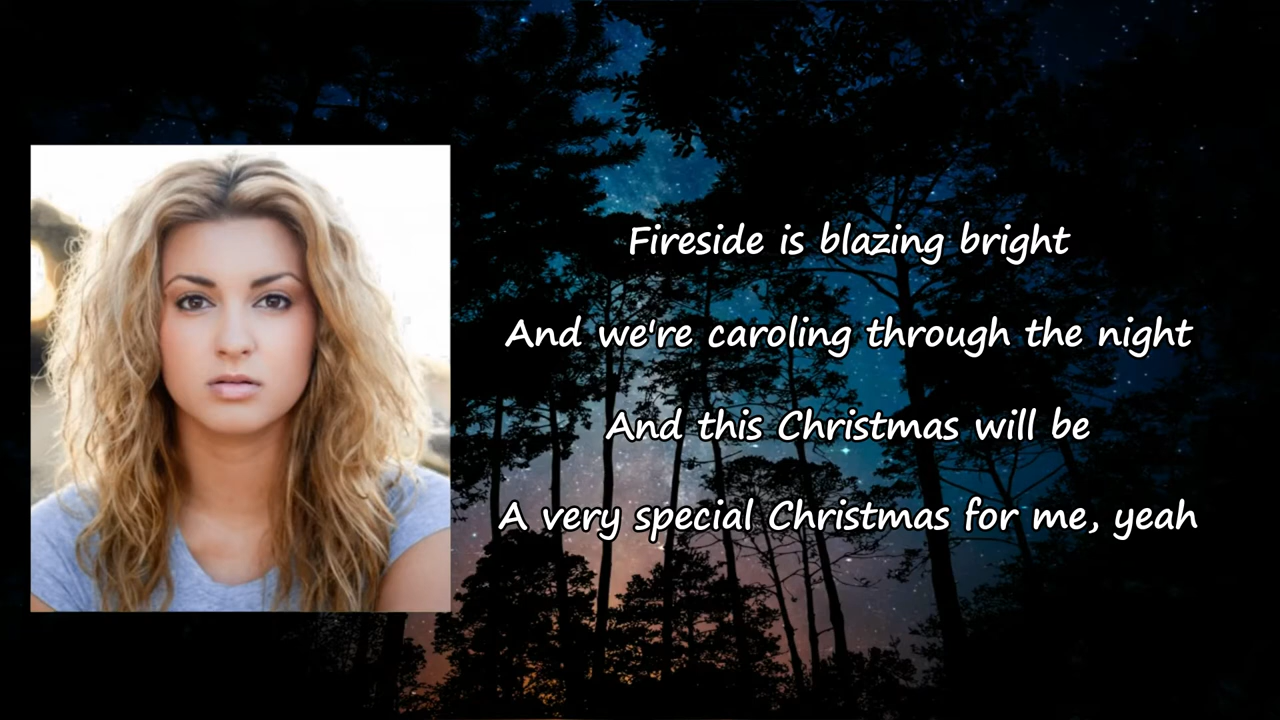 Fireside is blazing bright
And we're caroling through the night
And this Christmas will be
A very special Christmas for me, yeah